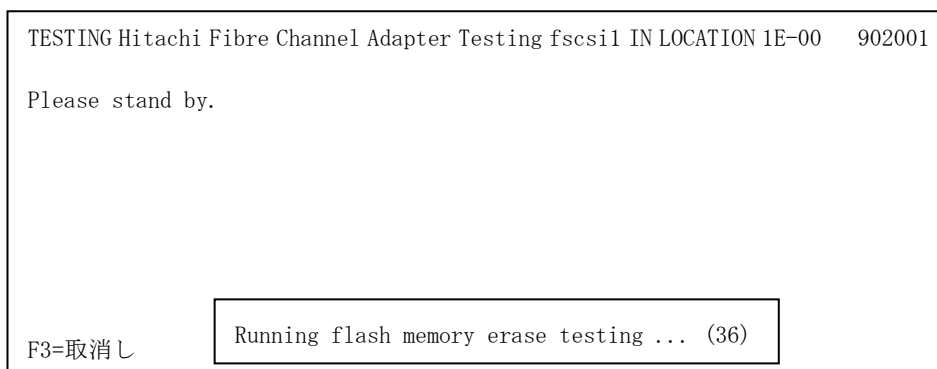 TESTING Hitachi Fibre Channel Adapter Testing fscsi1 IN LOCATION 1E-00 902001
Please stand by.
Running flash memory erase testing ... (36)
F3=取消し